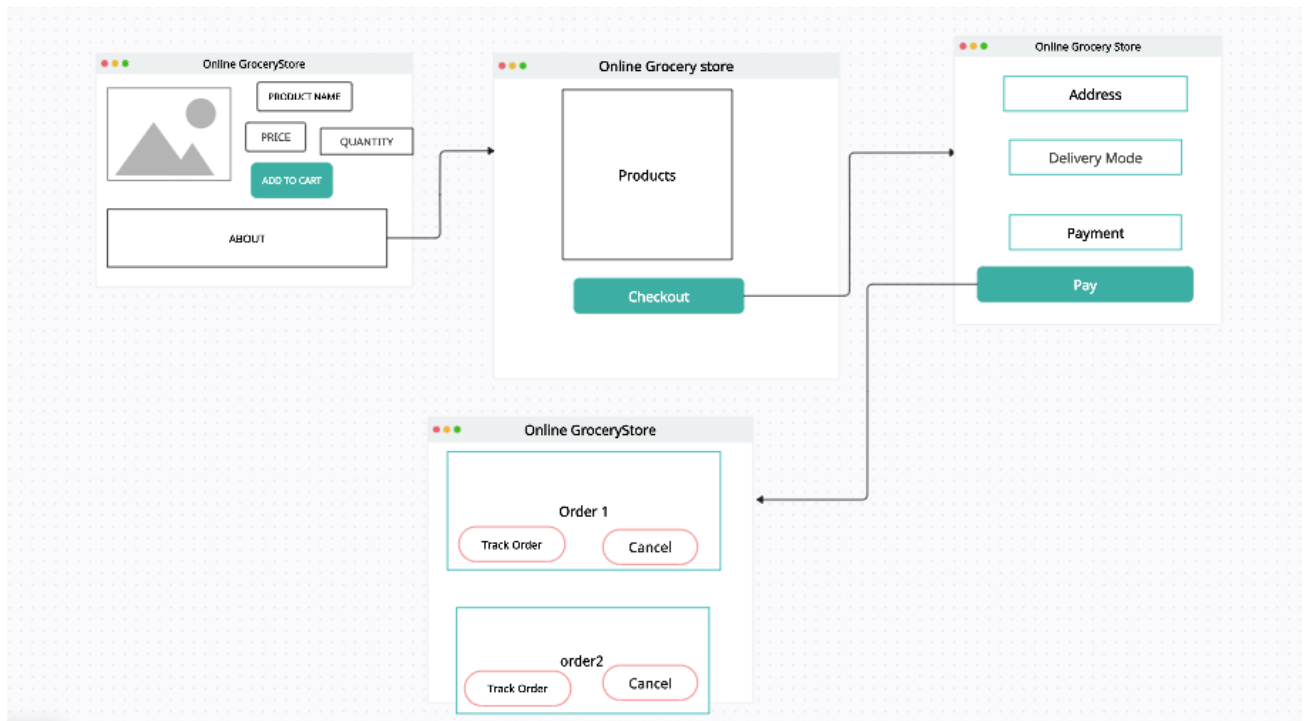 Online GroceryStore
PRODUCT NAME
PRICE
QUANTITY
ADD TO CART
ABOUT
Online Grocery store
Products
Checkout
Online Grocery Store
Address
Delivery Mode
Payment
Pay
Online GroceryStore
Order 1
Track Order
Cancel
order2
Track Order
Cancel